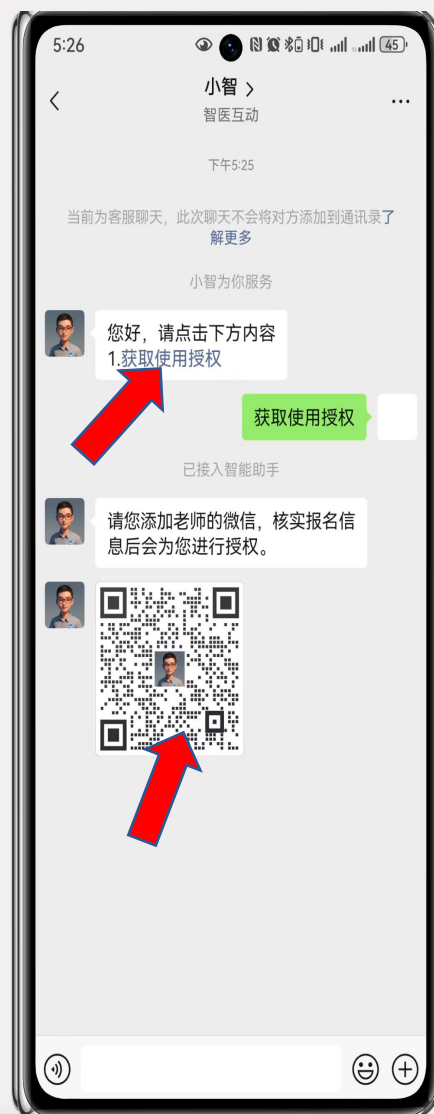 5:26
45
小智
智医互动
下午5:25
当前为客服聊天，此次聊天不会将对方添加到通讯录了
解更多
小智为你服务
您好，请点击下方内容
1.获取使用授权
获取使用授权
已接入智能助手
请您添加老师的微信，核实报名信
息后会为您进行授权。